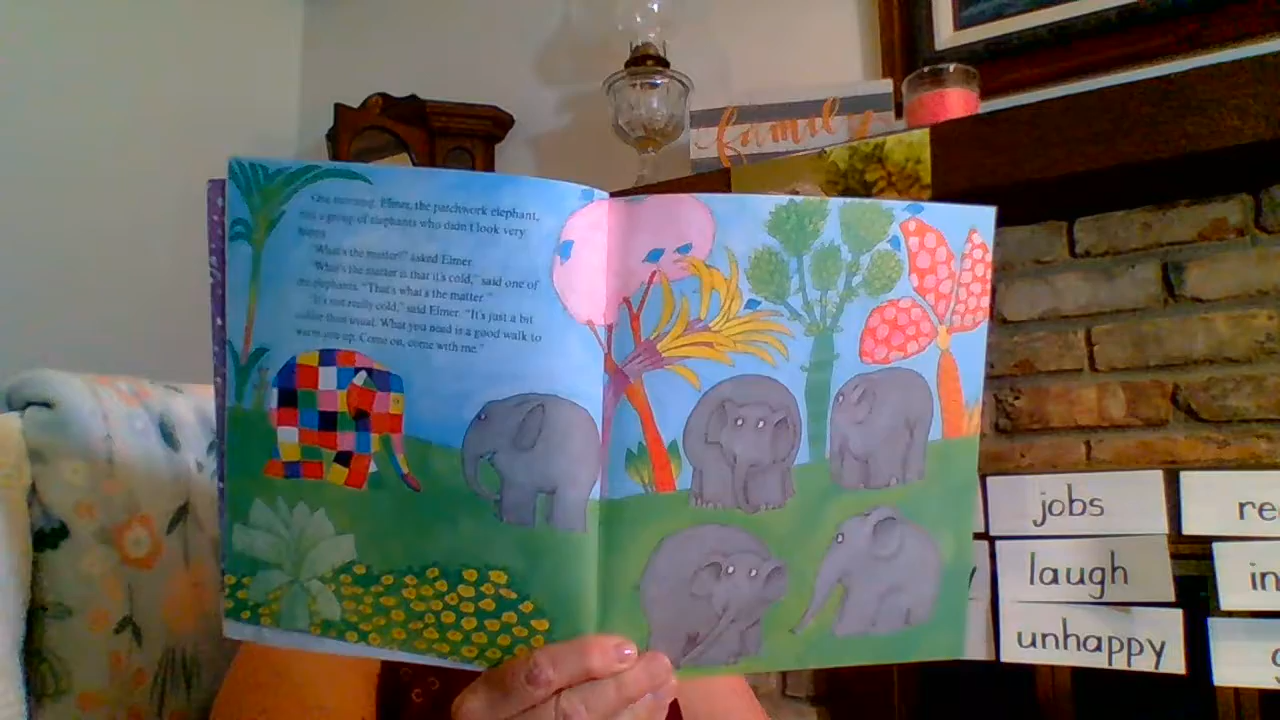 family
One morning, Elmer, the patchwork elephant,
met a group of elephants who didn't look very
happy.
"What's the matter?" asked Elmer.
"What's the matter is that it's cold," said one of
the elephants. "That's what's the matter."
"It's not really cold," said Elmer. "It's just a bit
colder than usual. What you need is a good walk to
warm you up. Come on, come with me."
jobs
re
laugh
in
unhappy